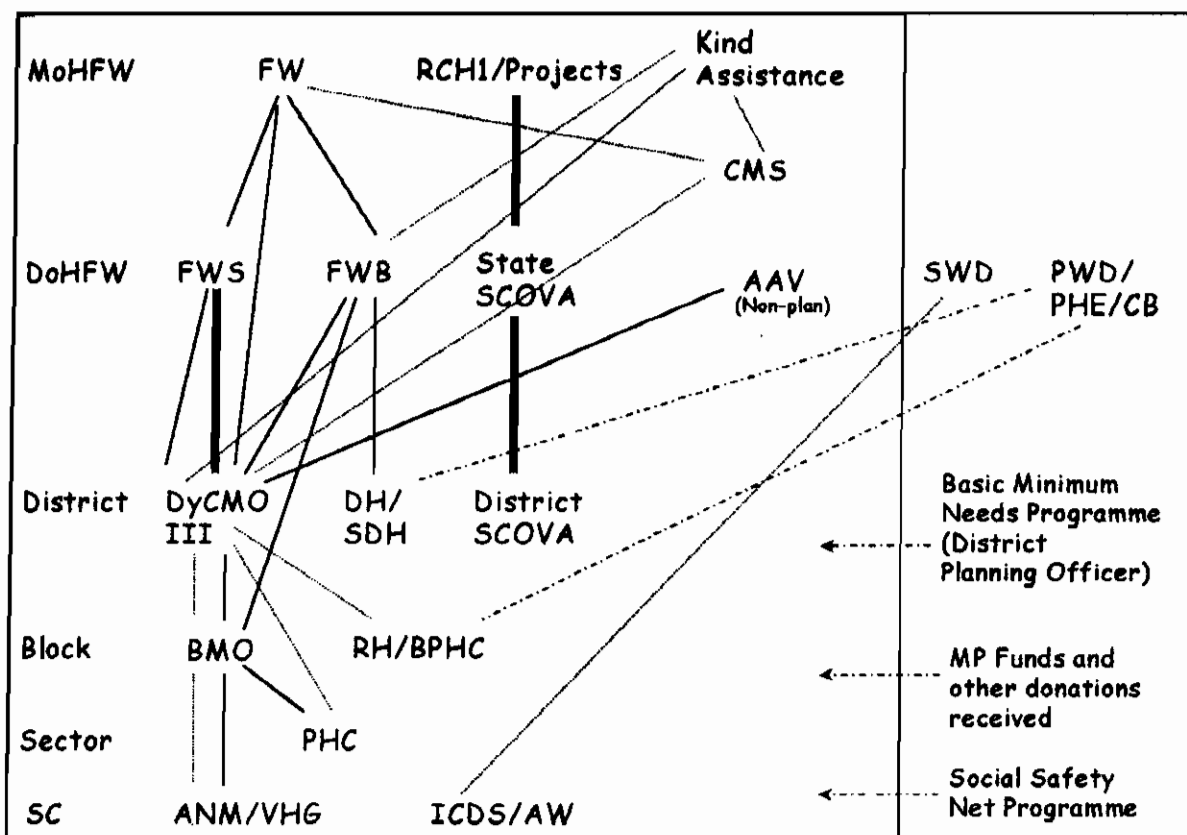 MoHFW
FW
RCH1/Projects
Kind
Assistance
CMS
DoHFW
FWS
FWB
State
SCOVA
AAV
(Non-plan)
SWD
PWD/
PHE/CB
District
DyCMO
III
DH/
SDH
District
SCOVA
Basic Minimum
Needs Programme
(District
Planning Officer)
Block
BMO
RH/BPHC
MP Funds and
other donations
received
Sector
PHC
SC
ANM/VHG
ICDS/AW
Social Safety
Net Programme